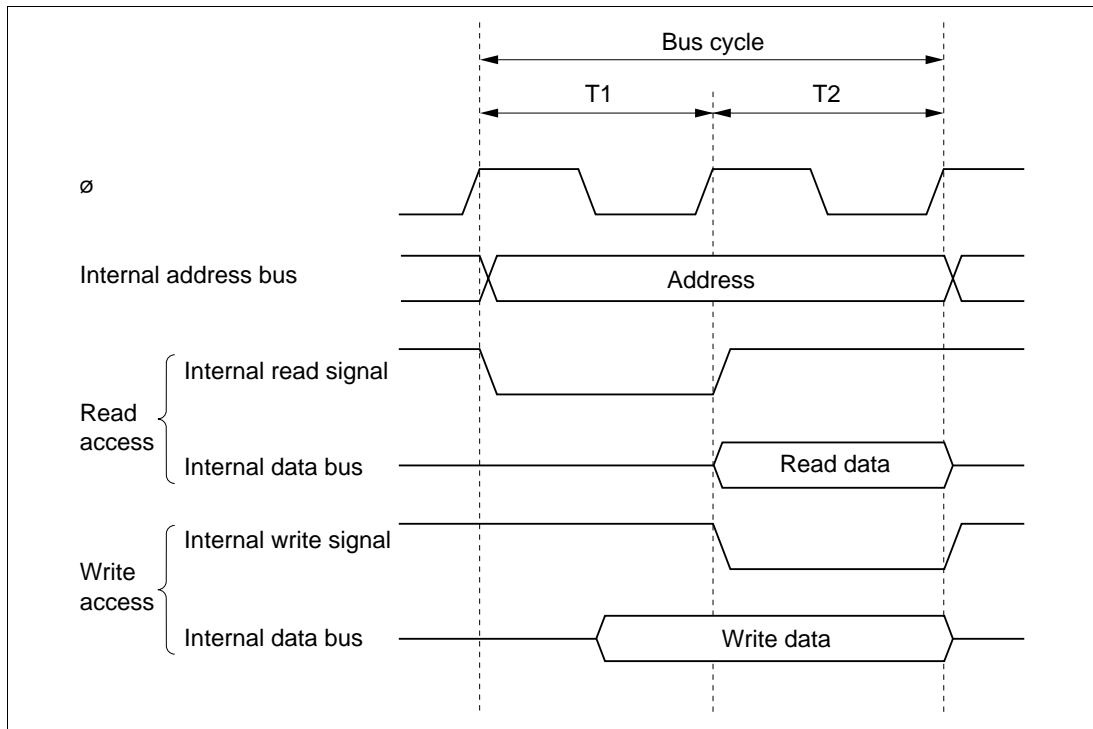 Bus cycle
T1
T2
ø
Internal address bus
Address
Read
access
Internal read signal
Internal data bus
Read data
Write
access
Internal write signal
Internal data bus
Write data